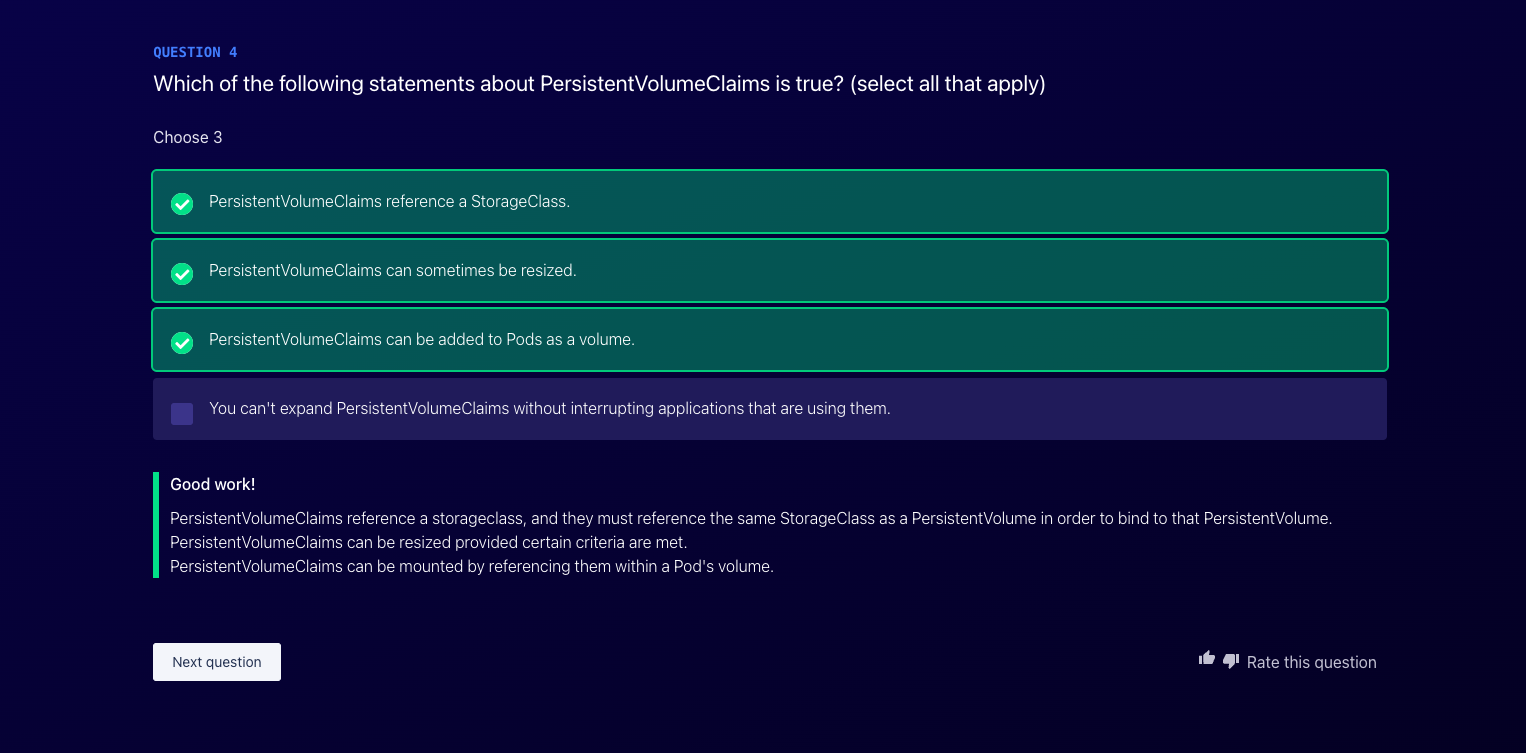 QUESTION 4
Which of the following statements about PersistentVolumeClaims is true? (select all that apply)
Choose 3
PersistentVolumeClaims reference a StorageClass.
PersistentVolumeClaims can sometimes be resized.
PersistentVolumeClaims can be added to Pods as a volume.
You can't expand PersistentVolumeClaims without interrupting applications that are using them.
Good work!
PersistentVolumeClaims reference a storageclass, and they must reference the same StorageClass as a PersistentVolume in order to bind to that PersistentVolume.
PersistentVolumeClaims can be resized provided certain criteria are met.
PersistentVolumeClaims can be mounted by referencing them within a Pod's volume.
Next question
Rate this question